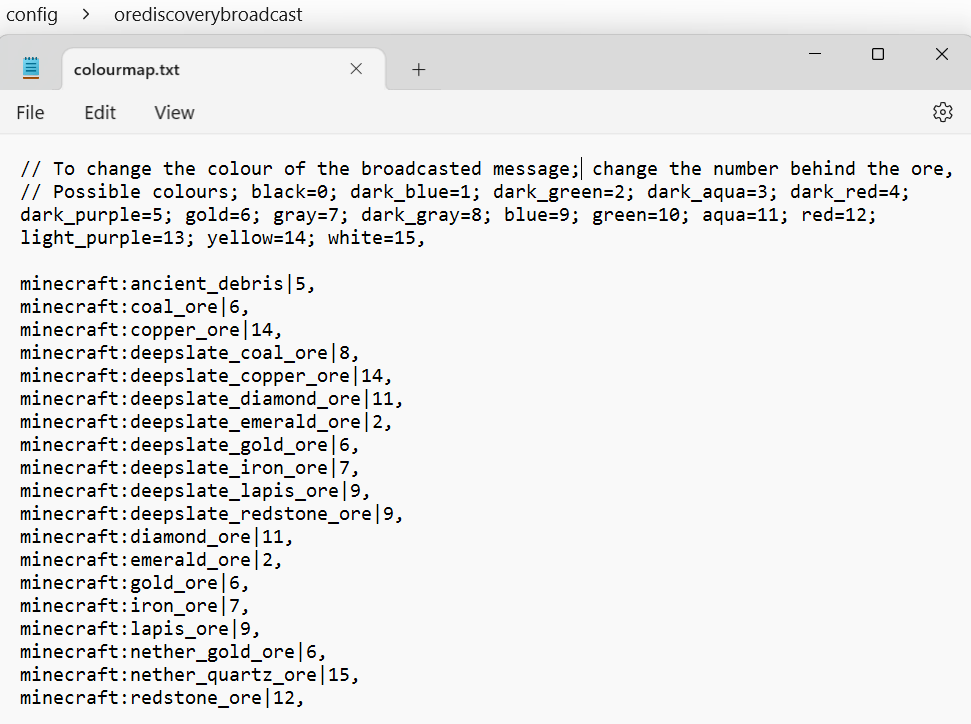 config > orediscoverybroadcast
colourmap.txt
File Edit View
// To change the colour of the broadcasted message; change the number behind the ore,
// Possible colours; black=0; dark_blue=1; dark_green=2; dark_aqua=3; dark_red=4;
dark_purple=5; gold=6; gray=7; dark_gray=8; blue=9; green=10; aqua=11; red=12;
light_purple=13; yellow=14; white=15,
minecraft:ancient_debris|5,
minecraft:coal_ore|6,
minecraft:copper_ore|14,
minecraft:deepslate_coal_ore|8,
minecraft:deepslate_copper_ore|14,
minecraft:deepslate_diamond_ore|11,
minecraft:deepslate_emerald_ore|2,
minecraft:deepslate_gold_ore|6,
minecraft:deepslate_iron_ore|7,
minecraft:deepslate_lapis_ore|9,
minecraft:deepslate_redstone_ore|9,
minecraft:diamond_ore|11,
minecraft:emerald_ore|2,
minecraft:gold_ore|6,
minecraft:iron_ore|7,
minecraft:lapis_ore|9,
minecraft:nether_gold_ore|6,
minecraft:nether_quartz_ore|15,
minecraft:redstone_ore|12,